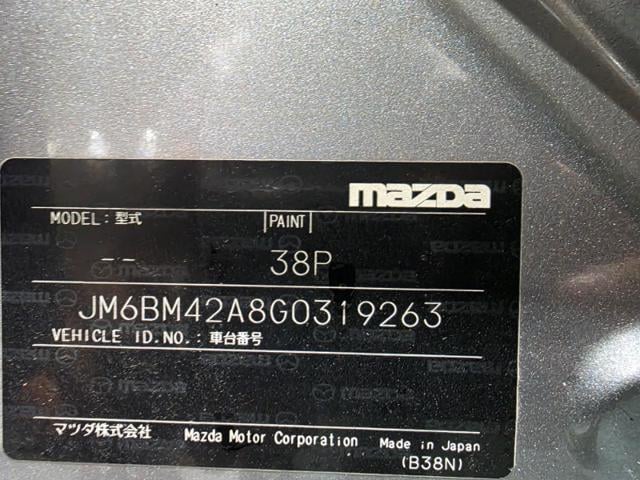 mazda
MODEL: 型式 PAINT
-- 38P
JM6BM42A8G0319263
VEHICLE ID.NO.: 車台番号
マツダ株式会社 Mazda Motor Corporation Made in Japan
(B38N)